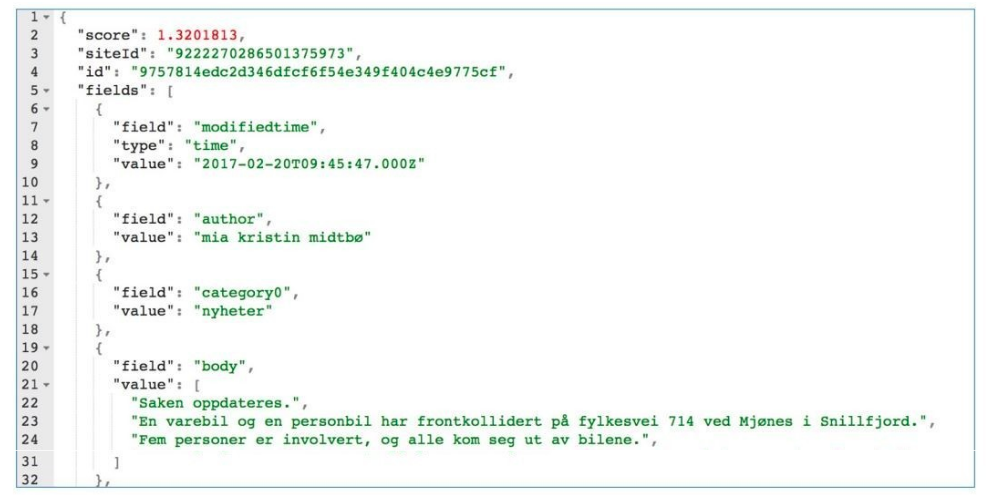 1 {
2 "score": 1.3201813,
3 "siteId": "9222270286501375973",
4 "id": "9757814edc2d346dfcf6f54e349f404c4e9775cf",
5 "fields": [
6 {
7 "field": "modifiedtime",
8 "type": "time",
9 "value": "2017-02-20T09:45:47.000Z"
10 },
11 {
12 "field": "author",
13 "value": "mia kristin midtbø"
14 },
15 {
16 "field": "category0",
17 "value": "nyheter"
18 },
19 {
20 "field": "body",
21 "value": [
22 "Saken oppdateres.",
23 "En varebil og en personbil har frontkollidert på fylkesvei 714 ved Mjønes i Snillfjord.",
24 "Fem personer er involvert, og alle kom seg ut av bilene.",
31 ]
32 },